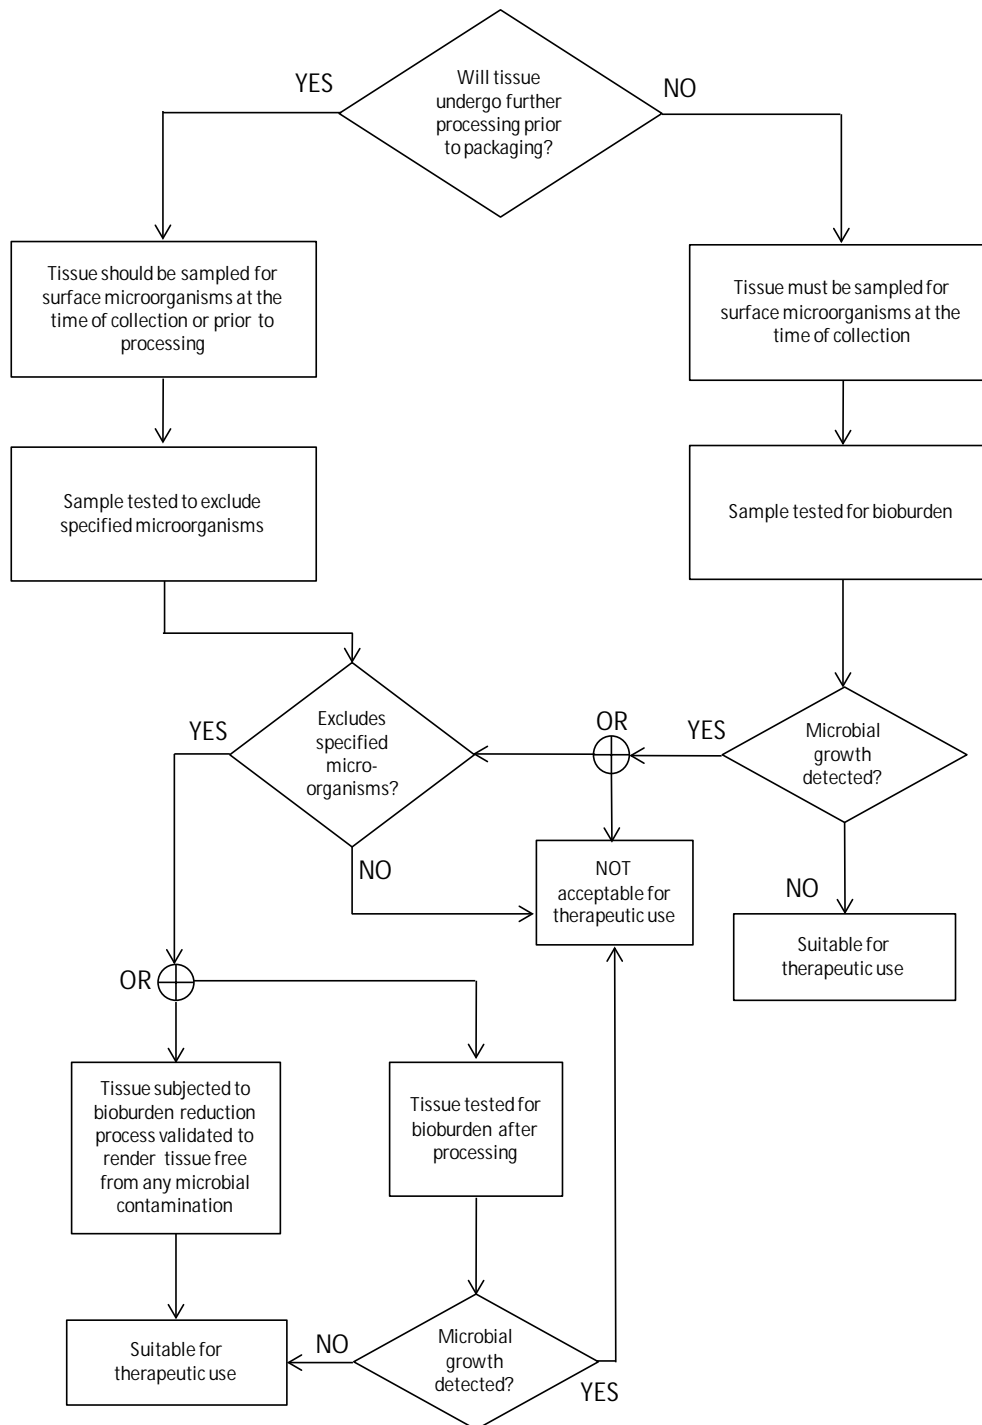 Will tissue
undergo further
processing prior
to packaging?
YES
NO
Tissue should be sampled for
surface microorganisms at the
time of collection or prior to
processing
Tissue must be sampled for
surface microorganisms at the
time of collection
Sample tested to exclude
specified microorganisms
Sample tested for bioburden
Excludes
specified
micro-
organisms?
YES
NO
OR
YES
Microbial
growth
detected?
NO
NOT
acceptable for
therapeutic use
Suitable for
therapeutic use
OR
Tissue subjected to
bioburden reduction
process validated to
render tissue free
from any microbial
contamination
Tissue tested for
bioburden after
processing
Suitable for
therapeutic use
NO
Microbial
growth
detected?
YES